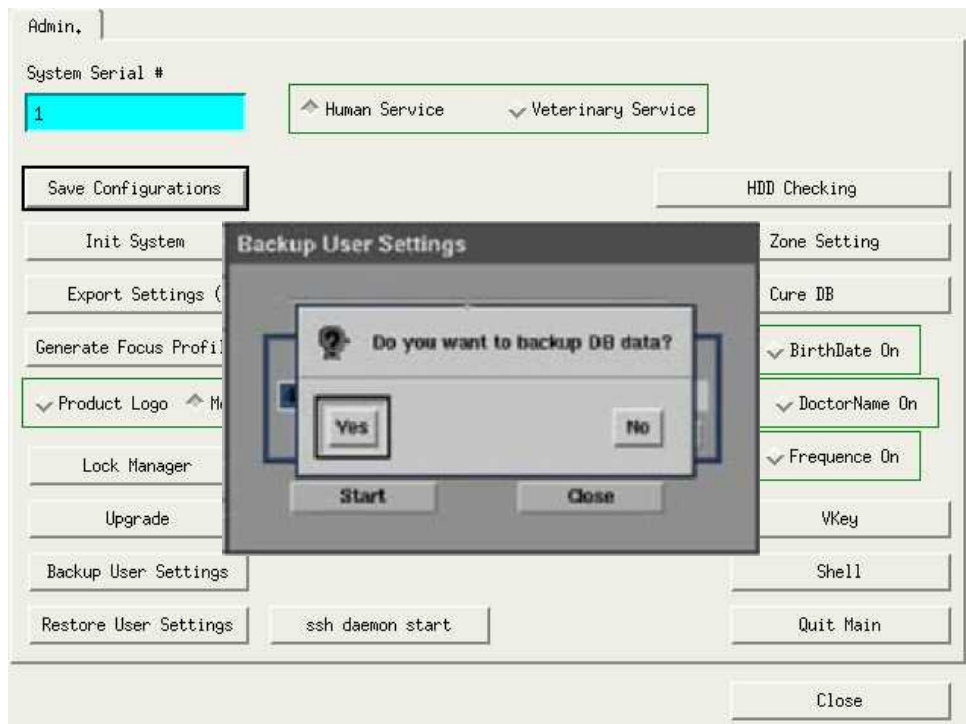 Admin.
System Serial #
1
Human Service
Veterinary Service
Save Configurations
HDD Checking
Init System
Backup User Settings
Zone Setting
Export Settings (
Cure DB
Do you want to backup DB data?
Generate Focus Profi
BirthDate On
Product Logo
DoctorName On
Yes
No
Lock Manager
Frequence On
Start
Close
Upgrade
VKey
Backup User Settings
Shell
Restore User Settings
ssh daemon start
Quit Main
Close